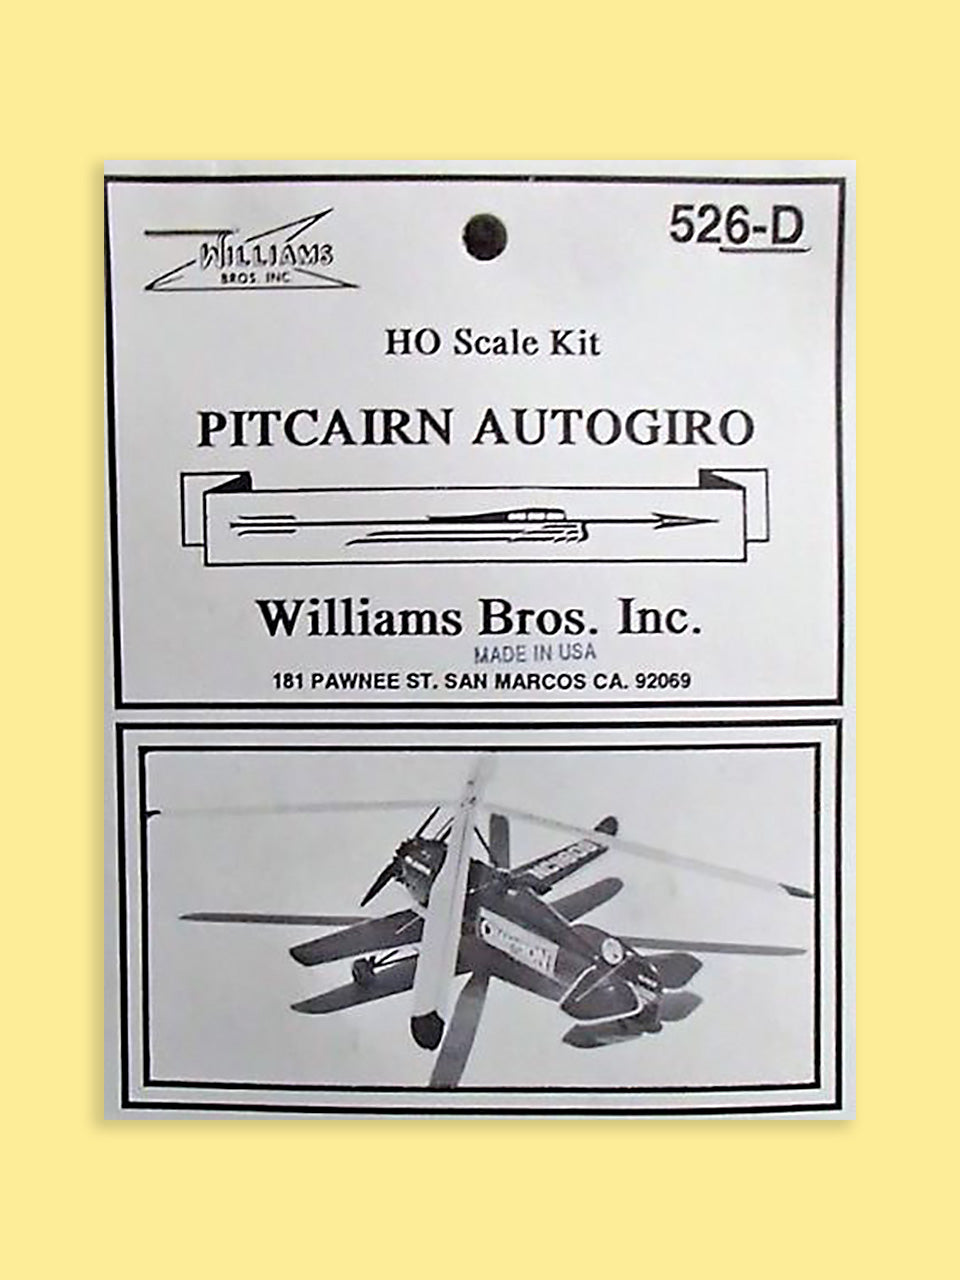 WILLIAMS
BROS. INC.
526-D
HO Scale Kit
PITCAIRN AUTOGIRO
Williams Bros. Inc.
MADE IN USA
181 PAWNEE ST. SAN MARCOS CA. 92069